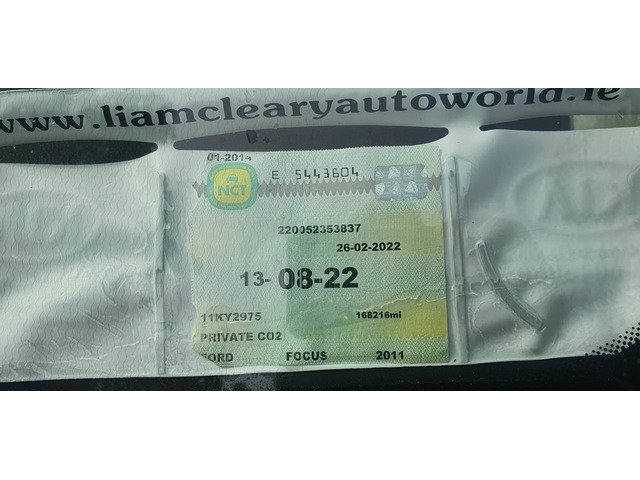 www.liamclearyautoworld.ie
01-2014
NCT
E 5443604
220052353837
26-02-2022
13-08-22
11KY2975 168216mi
PRIVATE CO2
FORD FOCUS 2011